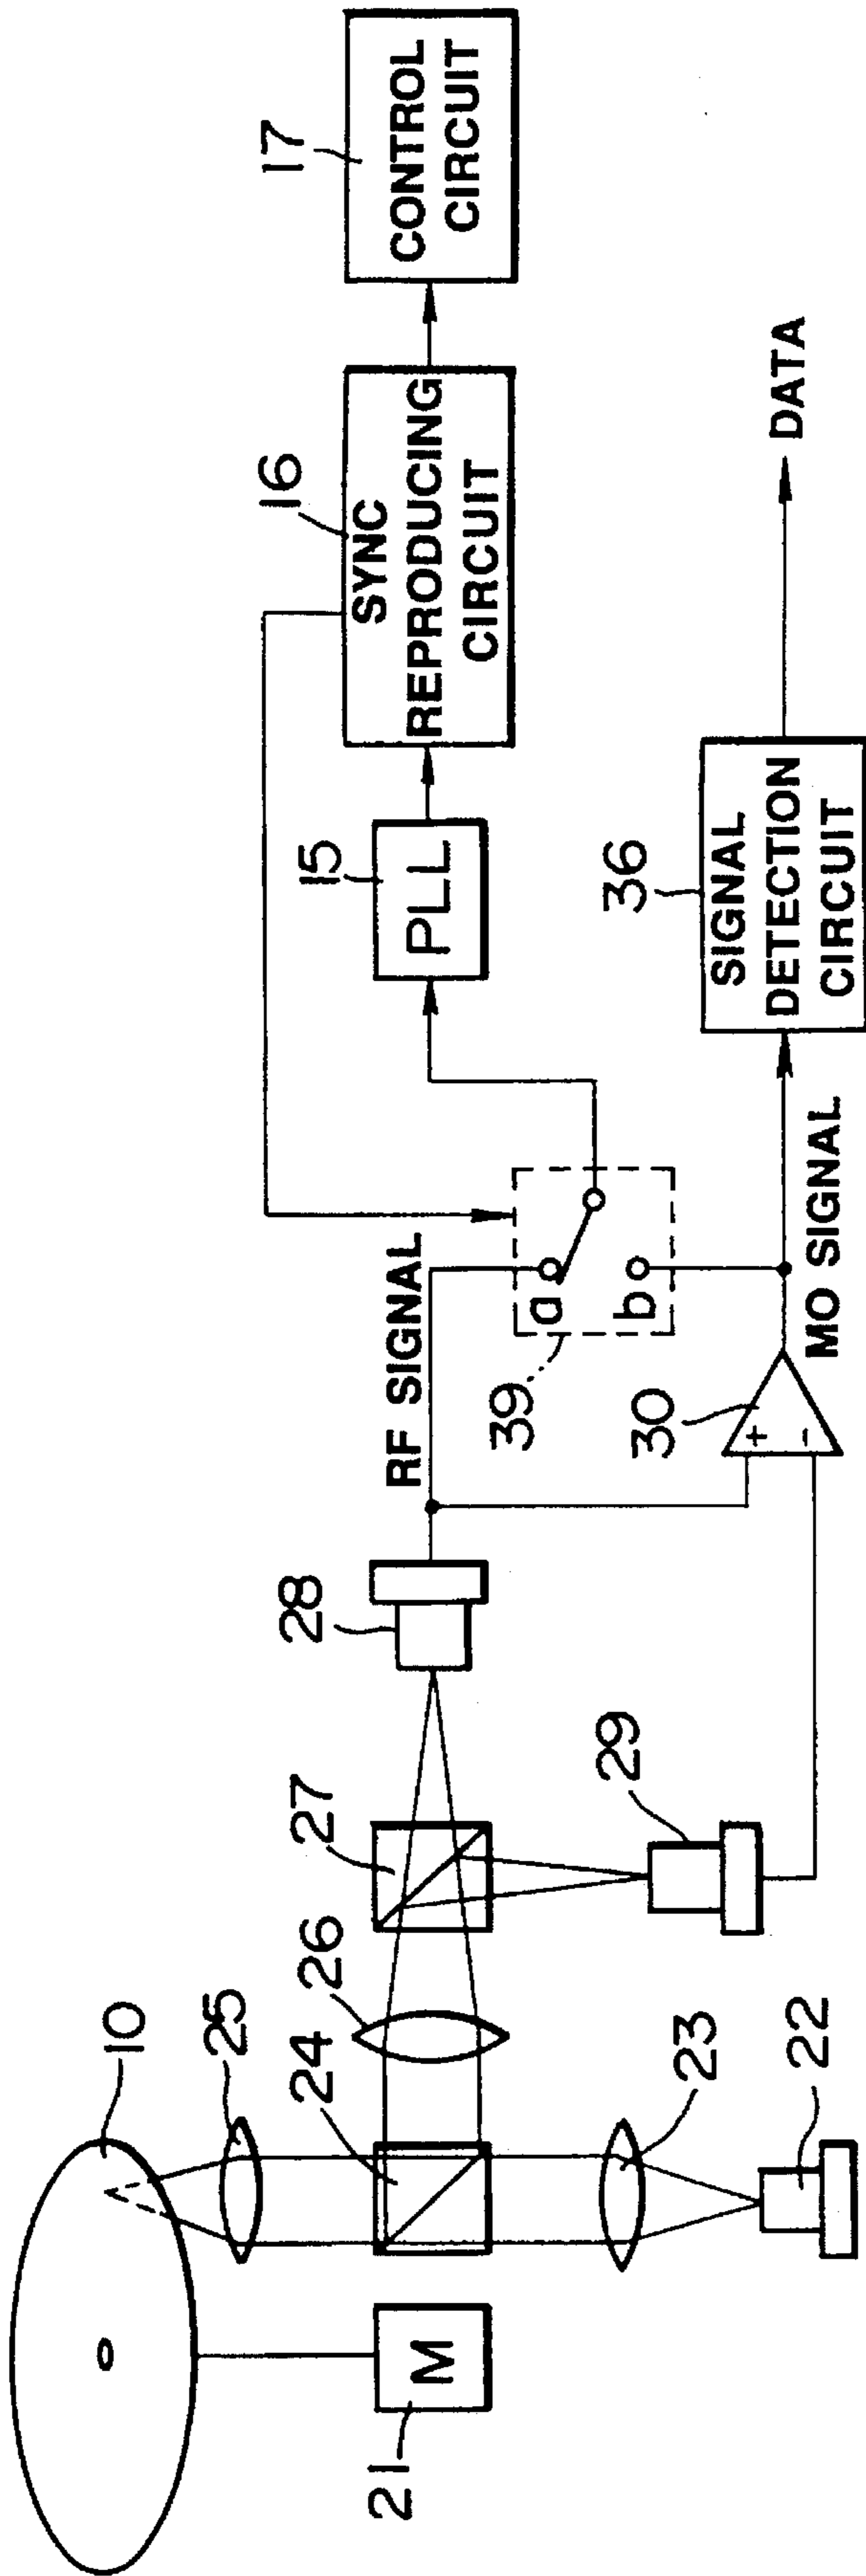 10
25
24
26
27
28
RF SIGNAL
39
a
b
15
PLL
16
SYNC
REPRODUCING
CIRCUIT
17
CONTROL
CIRCUIT
21
M
23
22
29
30
+
-
MO SIGNAL
36
SIGNAL
DETECTION
CIRCUIT
DATA